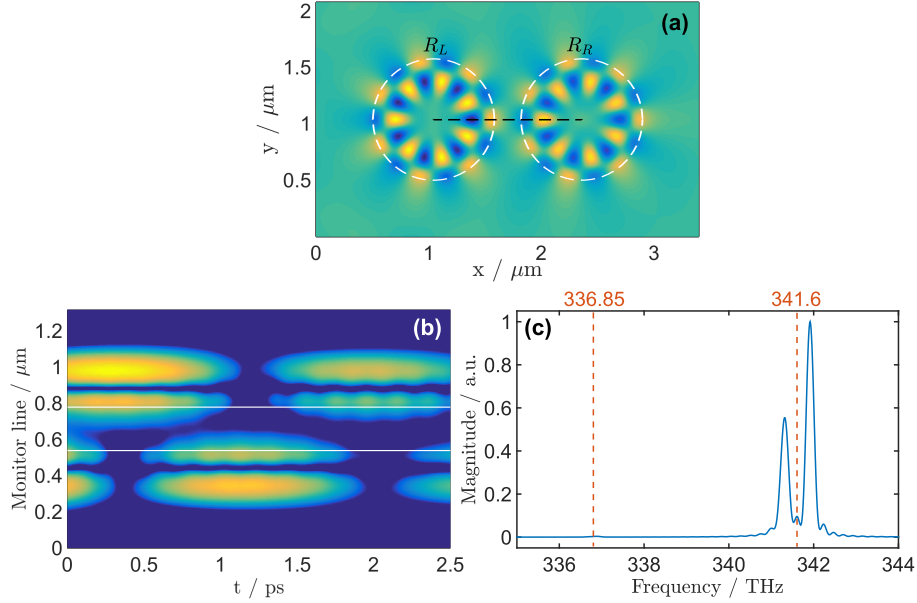 (a)
R_L R_R
2
1.5
1
0.5
0
y / μm
0 1 2 3
x / μm
336.85 341.6
(b) (c)
1.2
1
0.8
0.6
0.4
0.2
0
Monitor line / μm
0 0.5 1 1.5 2 2.5
t / ps
1
0.8
0.6
0.4
0.2
0
Magnitude / a.u.
336 338 340 342 344
Frequency / THz